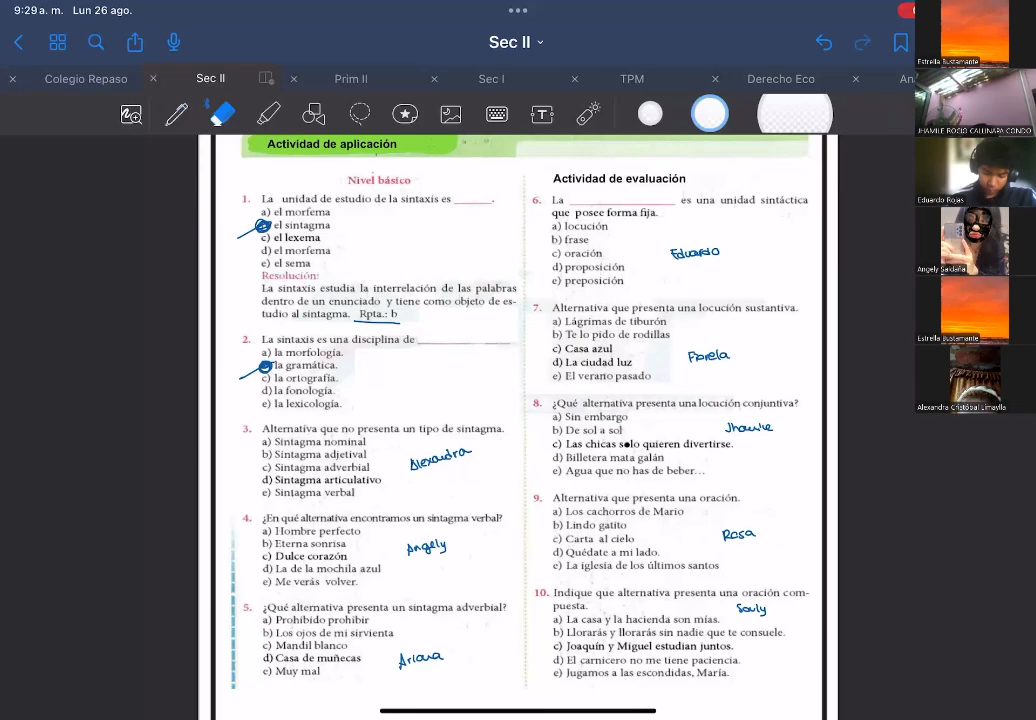 9:29 a. m. Lun 26 ago.
Sec II
Colegio Repaso
Sec II
Prim II
Sec I
TPM
Derecho Eco
An
Actividad de aplicación
Nivel básico
1. La unidad de estudio de la sintaxis es ______.
a) el morfema
el sintagma
c) el lexema
d) el morfema
e) el sema
Resolución:
La sintaxis estudia la interrelación de las palabras
dentro de un enunciado y tiene como objeto de es-
tudio al sintagma. Rpta.: b
2. La sintaxis es una disciplina de ______________
a) la morfología.
la gramática.
c) la ortografía.
d) la fonología.
e) la lexicología.
3. Alternativa que no presenta un tipo de sintagma.
a) Sintagma nominal
b) Sintagma adjetival
c) Sintagma adverbial
d) Sintagma articulativo
e) Sintagma verbal
Alexandra
4. ¿En qué alternativa encontramos un sintagma verbal?
a) Hombre perfecto
b) Eterna sonrisa
c) Dulce corazón
d) La de la mochila azul
e) Me verás volver.
Angely
5. ¿Qué alternativa presenta un sintagma adverbial?
a) Prohibido prohibir
b) Los ojos de mi sirvienta
c) Mandil blanco
d) Casa de muñecas
e) Muy mal
Ariana
Actividad de evaluación
6. La ________________ es una unidad sintáctica
que posee forma fija.
a) locución
b) frase
c) oración
d) proposición
e) preposición
Eduardo
7. Alternativa que presenta una locución sustantiva.
a) Lágrimas de tiburón
b) Te lo pido de rodillas
c) Casa azul
d) La ciudad luz
e) El verano pasado
Fiorela
8. ¿Qué alternativa presenta una locución conjuntiva?
a) Sin embargo
b) De sol a sol
c) Las chicas solo quieren divertirse.
d) Billetera mata galán
e) Agua que no has de beber...
Jhamile
9. Alternativa que presenta una oración.
a) Los cachorros de Mario
b) Lindo gatito
c) Carta al cielo
d) Quédate a mi lado.
e) La iglesia de los últimos santos
Rosa
10. Indique que alternativa presenta una oración com-
puesta.
a) La casa y la hacienda son mías.
b) Llorarás y llorarás sin nadie que te consuele.
c) Joaquín y Miguel estudian juntos.
d) El carnicero no me tiene paciencia.
e) Jugamos a las escondidas, María.
Souly
Estrella Bustamante
JHAMILE ROCIO CALLINAPA CONDO
Eduardo Rojas
Angely Saldaña
Estrella Bustamante
Alexandra Cristóbal Limaylla